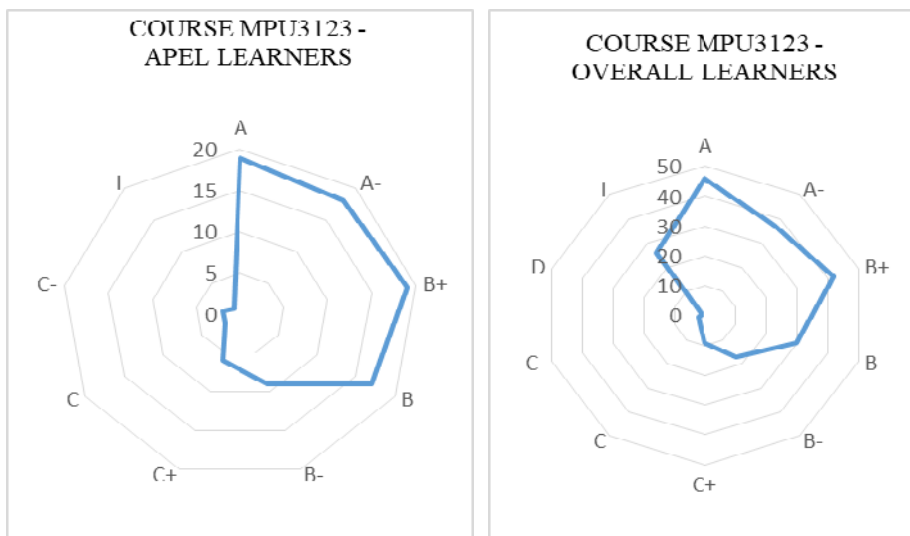 COURSE MPU3123 -
APEL LEARNERS
A
20
I
15
A-
10
C-
5
B+
0
C
B
C+
B-
COURSE MPU3123 -
OVERALL LEARNERS
A
50
I
40
A-
30
D
20
B+
10
0
C
B
C
B-
C+